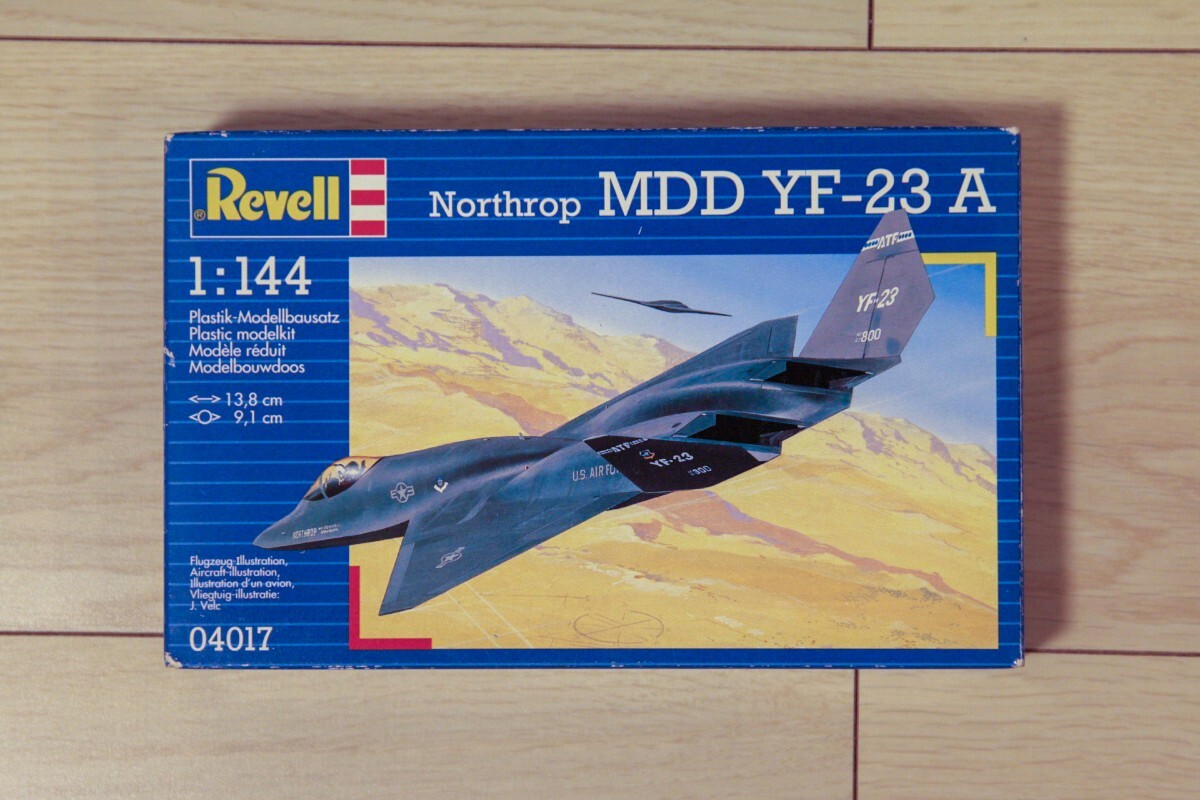 ® Revell
Northrop MDD YF-23 A
1:144
Plastik-Modellbausatz
Plastic modelkit
Modèle réduit
Modelbouwdoos
13,8 cm
9,1 cm
ATF
YF-23
800
ATF
YF-23
800
U.S. AIR FO
NORTHROP
Flugzeug-Illustration,
Aircraft-illustration,
Illustration d'un avion,
Vliegtuig-illustratie:
J. Velc
04017